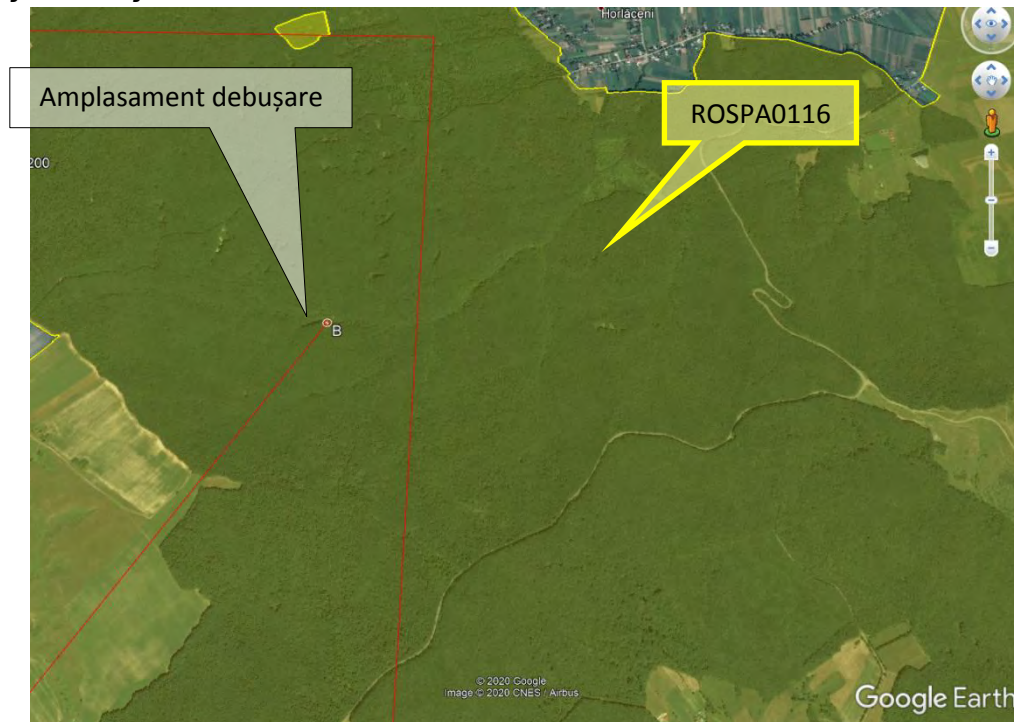 Horlăceni
Amplasament debușare
ROSPA0116
200
B
© 2020 Google
Image © 2020 CNES / Airbus
Google Earth